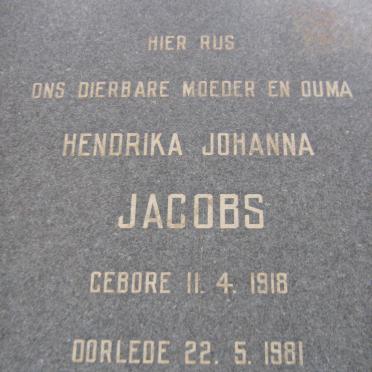 HIER RUS
ONS DIERBARE MOEDER EN OUMA
HENDRIKA JOHANNA
JACOBS
GEBORE 11. 4. 1918
OORLEDE 22. 5. 1981